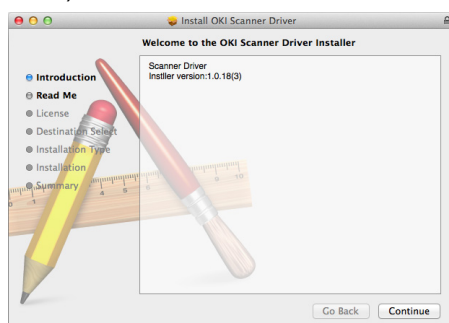 Install OKI Scanner Driver
Welcome to the OKI Scanner Driver Installer
Introduction
Read Me
License
Destination Select
Installation Type
Installation
Summary
Scanner Driver
Instller version:1.0.18(3)
Go Back
Continue